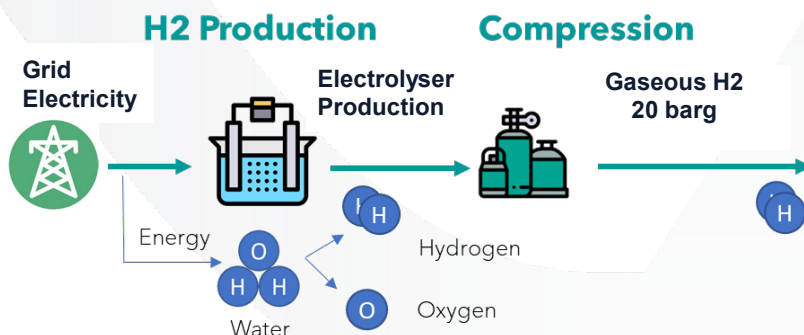 H2 Production
Compression
Grid
Electricity
Electrolyser
Production
Gaseous H2
20 barg
Energy
O
H
H
Water
H
H
Hydrogen
O
Oxygen
H